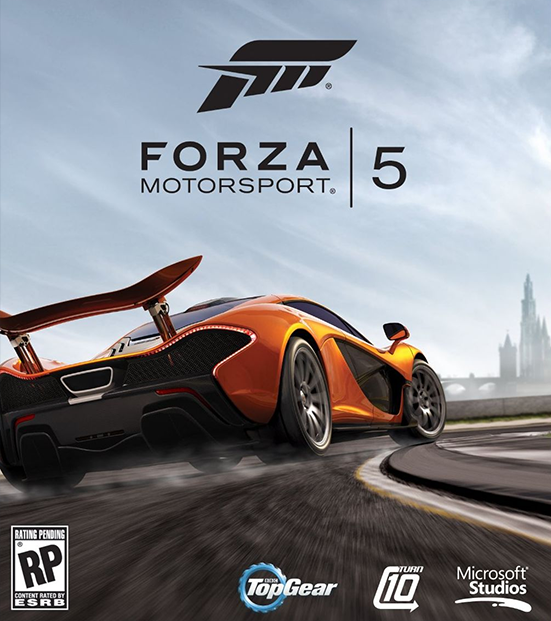 FORZA
MOTORSPORT®
5
RATING PENDING
RP
CONTENT RATED BY
ESRB
BBC
TopGear
TURN
10
Microsoft®
Studios